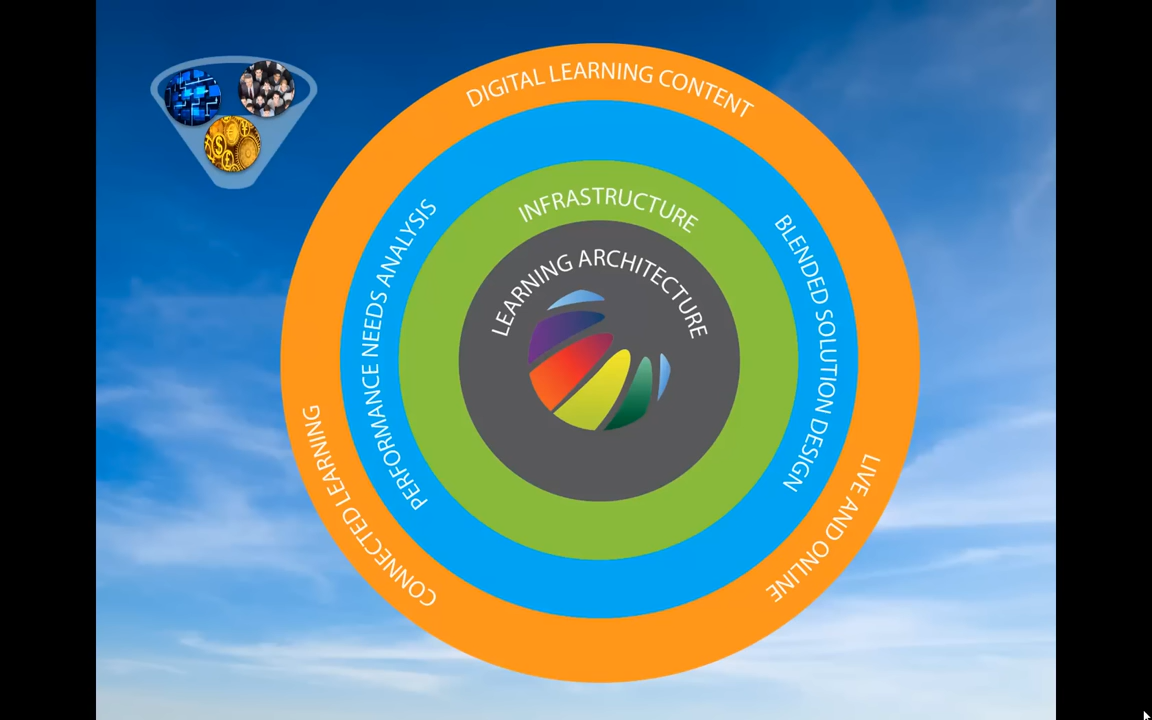 DIGITAL LEARNING CONTENT
PERFORMANCE NEEDS ANALYSIS
INFRASTRUCTURE
BLENDED SOLUTION DESIGN
LEARNING ARCHITECTURE
CONNECTED LEARNING
LIVE AND ONLINE